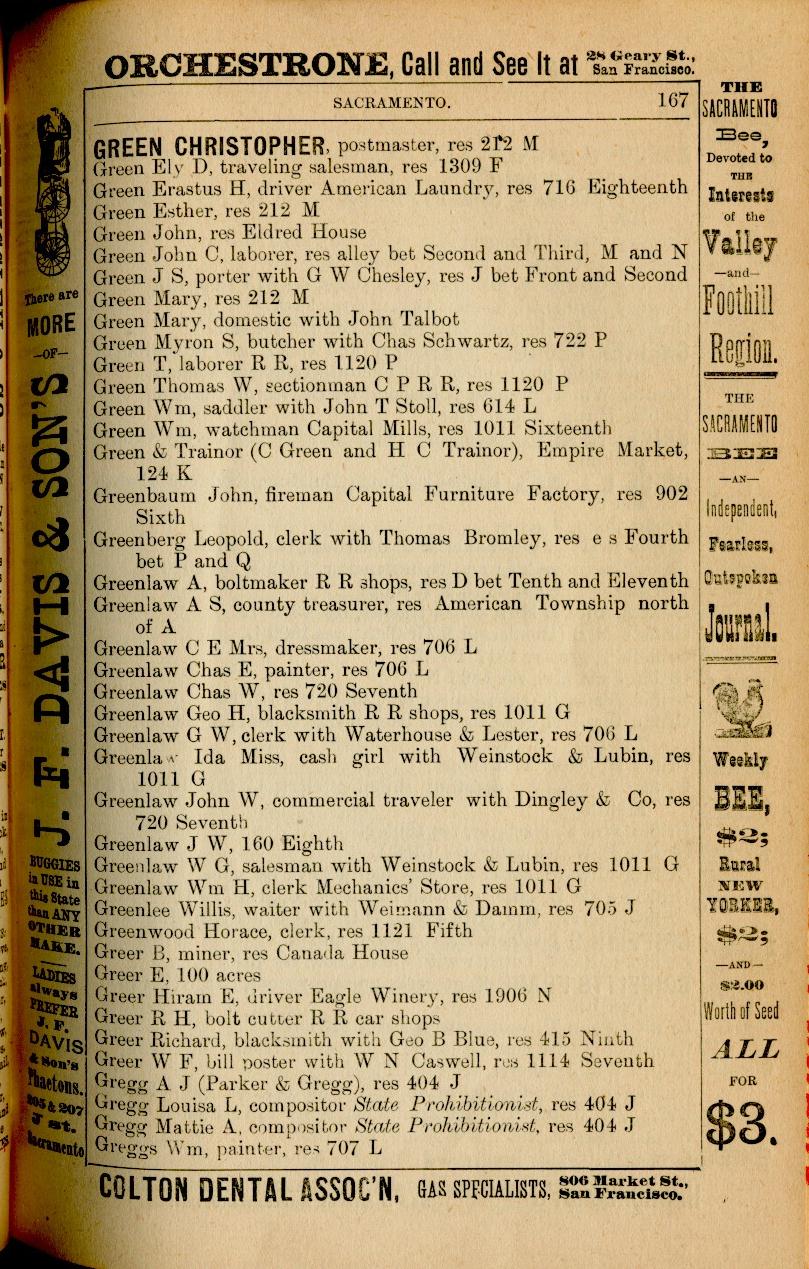 ORCHESTRONE, Call and See It at 28 Geary St., San Francisco.
SACRAMENTO. 167
GREEN CHRISTOPHER, postmaster, res 212 M
Green Ely D, traveling salesman, res 1309 F
Green Erastus H, driver American Laundry, res 716 Eighteenth
Green Esther, res 212 M
Green John, res Eldred House
Green John C, laborer, res alley bet Second and Third, M and N
Green J S, porter with G W Chesley, res J bet Front and Second
Green Mary, res 212 M
Green Mary, domestic with John Talbot
Green Myron S, butcher with Chas Schwartz, res 722 P
Green T, laborer R R, res 1120 P
Green Thomas W, sectionman C P R R, res 1120 P
Green Wm, saddler with John T Stoll, res 614 L
Green Wm, watchman Capital Mills, res 1011 Sixteenth
Green & Trainor (C Green and H C Trainor), Empire Market,
124 K
Greenbaum John, fireman Capital Furniture Factory, res 902
Sixth
Greenberg Leopold, clerk with Thomas Bromley, res e s Fourth
bet P and Q
Greenlaw A, boltmaker R R shops, res D bet Tenth and Eleventh
Greenlaw A S, county treasurer, res American Township north
of A
Greenlaw C E Mrs, dressmaker, res 706 L
Greenlaw Chas E, painter, res 706 L
Greenlaw Chas W, res 720 Seventh
Greenlaw Geo H, blacksmith R R shops, res 1011 G
Greenlaw G W, clerk with Waterhouse & Lester, res 706 L
Greenlaw Ida Miss, cash girl with Weinstock & Lubin, res
1011 G
Greenlaw John W, commercial traveler with Dingley & Co, res
720 Seventh
Greenlaw J W, 160 Eighth
Greenlaw W G, salesman with Weinstock & Lubin, res 1011 G
Greenlaw Wm H, clerk Mechanics' Store, res 1011 G
Greenlee Willis, waiter with Weimann & Damm, res 705 J
Greenwood Horace, clerk, res 1121 Fifth
Greer B, miner, res Canada House
Greer E, 100 acres
Greer Hiram E, driver Eagle Winery, res 1906 N
Greer R H, bolt cutter R R car shops
Greer Richard, blacksmith with Geo B Blue, res 415 Ninth
Greer W F, bill poster with W N Caswell, res 1114 Seventh
Gregg A J (Parker & Gregg), res 404 J
Gregg Louisa L, compositor State Prohibitionist, res 404 J
Gregg Mattie A, compositor State Prohibitionist, res 404 J
Greggs Wm, painter, res 707 L
COLTON DENTAL ASSOC'N, GAS SPECIALISTS, 806 Market St., San Francisco.
There are
MORE
—OF—
J. F. DAVIS & SON'S
BUGGIES
in USE in
this State
than ANY
OTHER
MAKE.
LADIES
always
PREFER
J. F.
DAVIS
& Son's
Phaetons.
205 & 207
J st.
Sacramento
THE
SACRAMENTO
Bee,
Devoted to
THE
Interests
of the
Valley
—and—
Foothill
Region.
THE
SACRAMENTO
BEE
—AN—
Independent,
Fearless,
Outspoken
Journal.
Weekly
BEE,
$2;
Rural
NEW
YORKER,
$2;
—AND—
$2.00
Worth of Seed
ALL
FOR
$3.